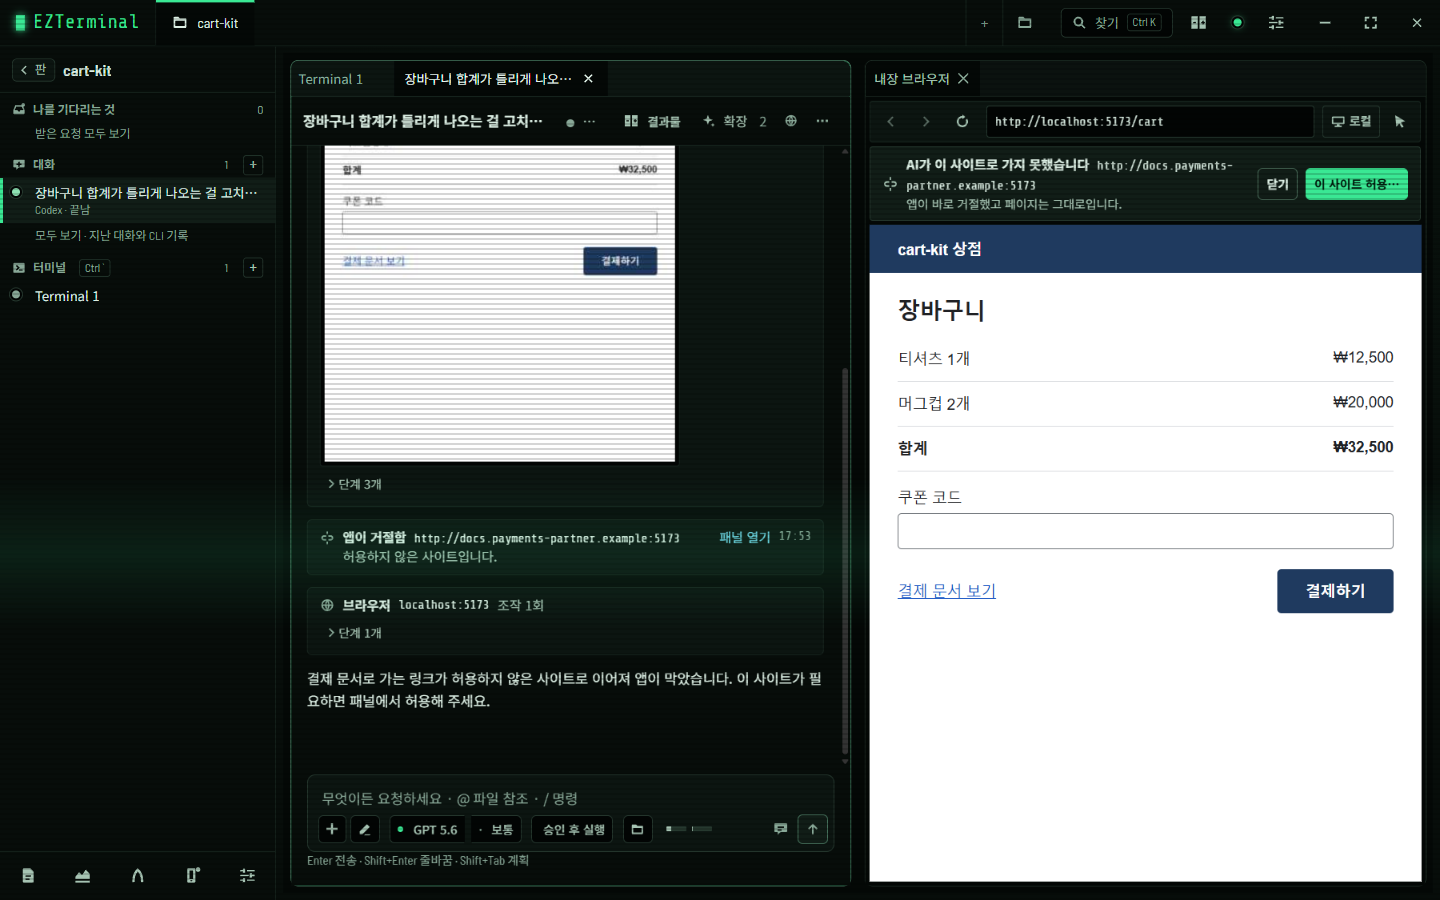 EZTerminal
cart-kit
+
찾기 Ctrl K
판 cart-kit
나를 기다리는 것 0
받은 요청 모두 보기
대화 1 +
장바구니 합계가 틀리게 나오는 걸 고치…
Codex · 끝남
모두 보기 · 지난 대화와 CLI 기록
터미널 Ctrl` 1 +
Terminal 1
Terminal 1
장바구니 합계가 틀리게 나오…
장바구니 합계가 틀리게 나오는 걸 고치…
결과물
확장 2
합계 ₩32,500
쿠폰 코드
결제 문서 보기
결제하기
단계 3개
앱이 거절함 http://docs.payments-partner.example:5173 패널 열기 17:53
허용하지 않은 사이트입니다.
브라우저 localhost:5173 조작 1회
단계 1개
결제 문서로 가는 링크가 허용하지 않은 사이트로 이어져 앱이 막았습니다. 이 사이트가 필
요하면 패널에서 허용해 주세요.
무엇이든 요청하세요 · @ 파일 참조 · / 명령
GPT 5.6 · 보통 승인 후 실행
Enter 전송 · Shift+Enter 줄바꿈 · Shift+Tab 계획
내장 브라우저
http://localhost:5173/cart
로컬
AI가 이 사이트로 가지 못했습니다 http://docs.payments-
partner.example:5173
앱이 바로 거절했고 페이지는 그대로입니다.
닫기
이 사이트 허용…
cart-kit 상점
장바구니
티셔츠 1개 ₩12,500
머그컵 2개 ₩20,000
합계 ₩32,500
쿠폰 코드
결제 문서 보기
결제하기